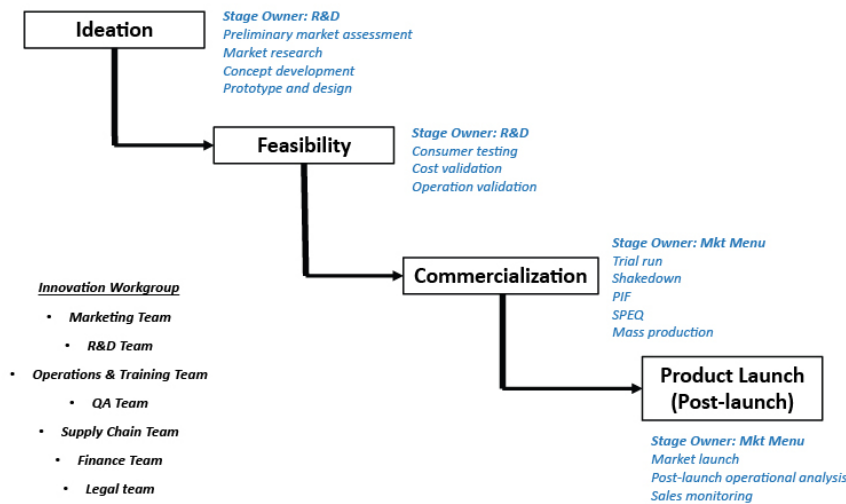 Ideation
Stage Owner: R&D
Preliminary market assessment
Market research
Concept development
Prototype and design
Feasibility
Stage Owner: R&D
Consumer testing
Cost validation
Operation validation
Commercialization
Stage Owner: Mkt Menu
Trial run
Shakedown
PIF
SPEQ
Mass production
Product Launch
(Post-launch)
Stage Owner: Mkt Menu
Market launch
Post-launch operational analysis
Sales monitoring
Innovation Workgroup
• Marketing Team
• R&D Team
• Operations & Training Team
• QA Team
• Supply Chain Team
• Finance Team
• Legal team